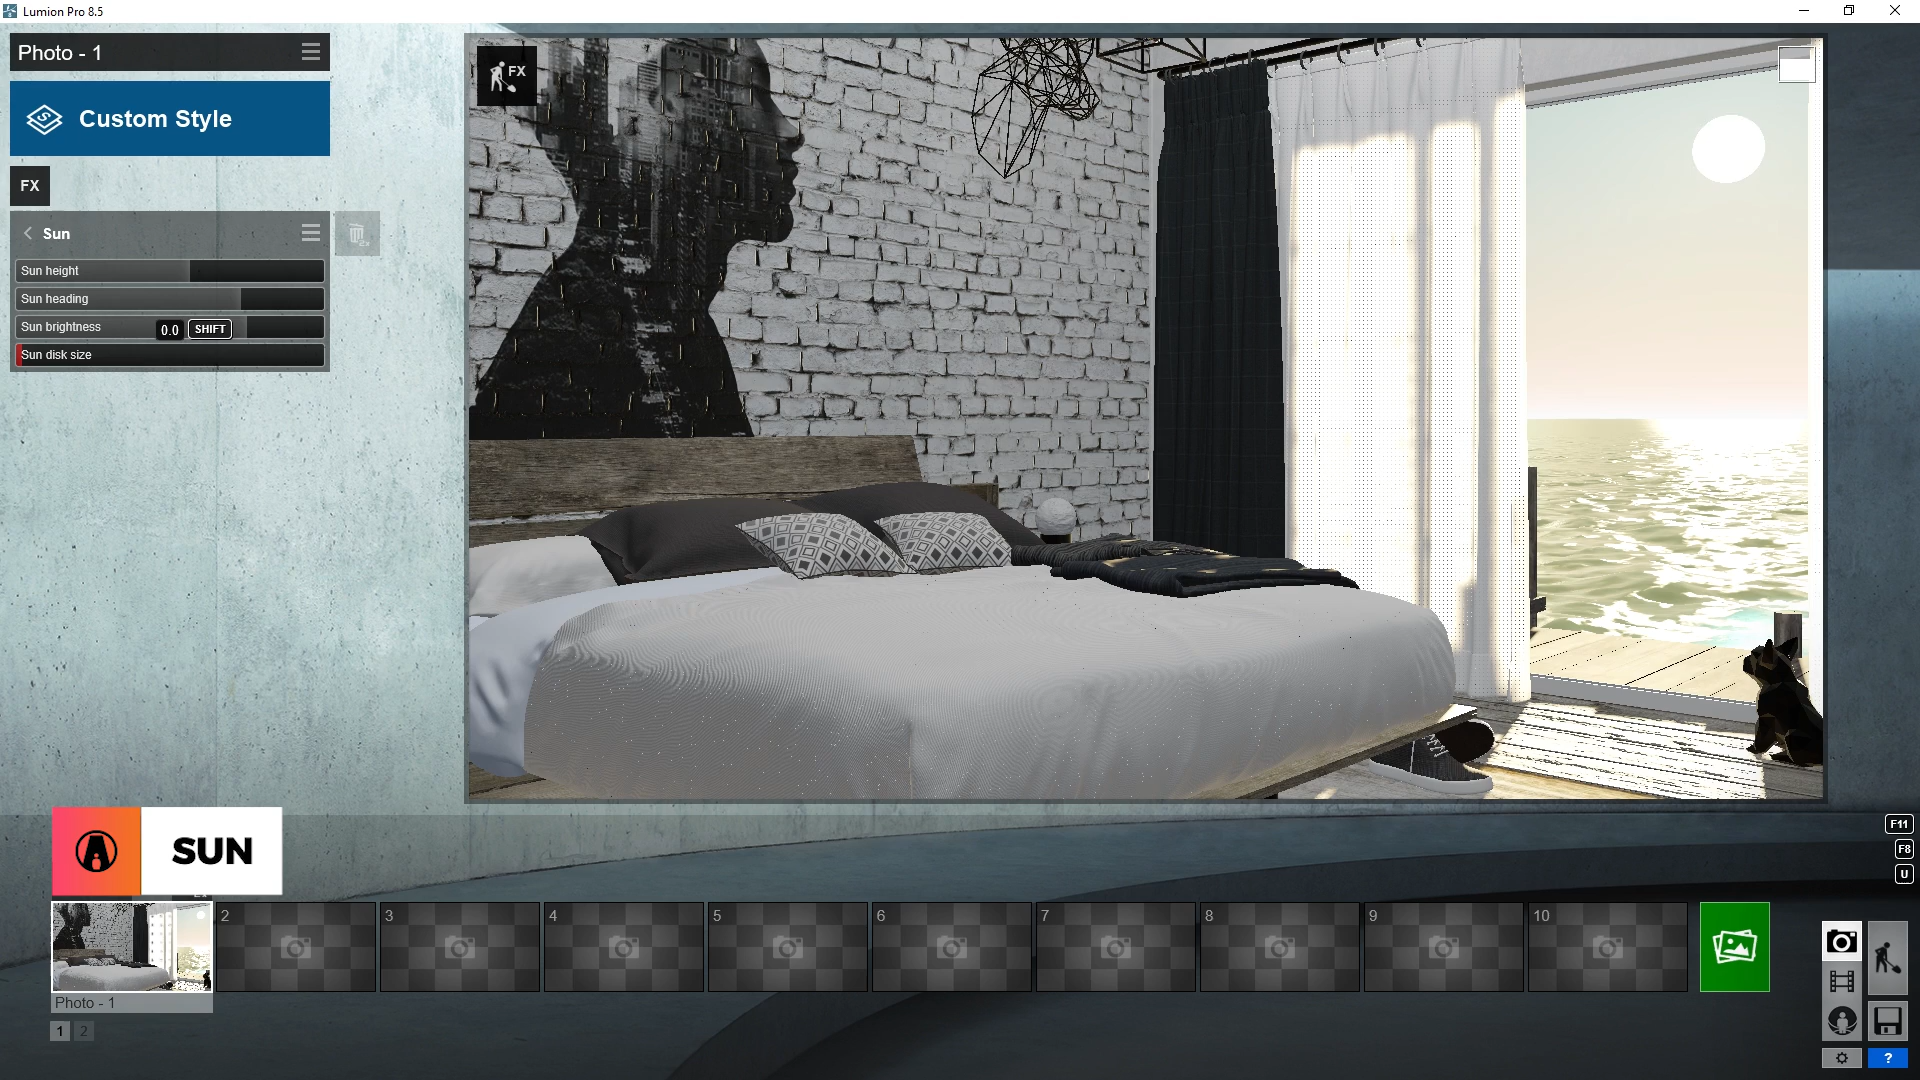 Lumion Pro 8.5
Photo - 1
Custom Style
FX
Sun
Sun height
Sun heading
Sun brightness
0.0 SHIFT
Sun disk size
FX
SUN
F11
F8
U
2 3 4 5 6 7 8 9 10
Photo - 1
1 2
?